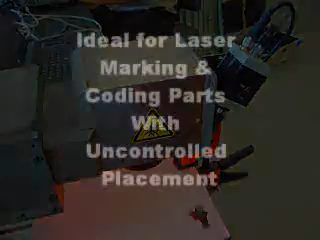 Ideal for Laser
Marking &
Coding Parts
With
Uncontrolled
Placement